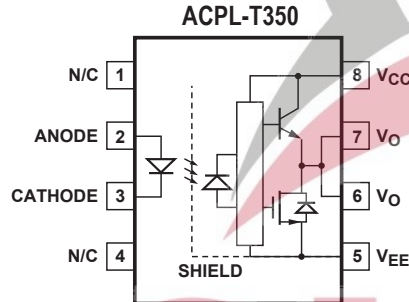 ACPL-T350
N/C 1
8 VCC
ANODE 2
7 VO
CATHODE 3
6 VO
N/C 4
5 VEE
SHIELD